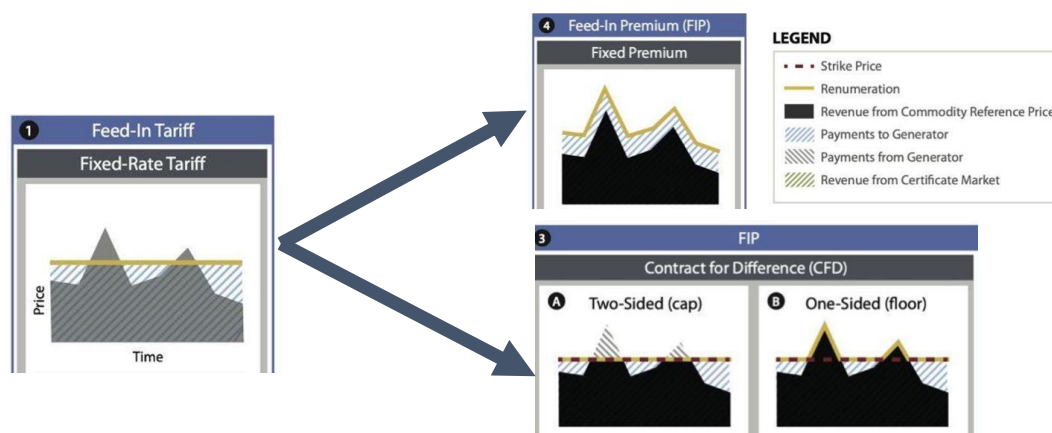 1 Feed-In Tariff
Fixed-Rate Tariff
Price
Time
4 Feed-In Premium (FIP)
Fixed Premium
LEGEND
Strike Price
Renumeration
Revenue from Commodity Reference Price
Payments to Generator
Payments from Generator
Revenue from Certificate Market
3 FIP
Contract for Difference (CFD)
A Two-Sided (cap)
B One-Sided (floor)